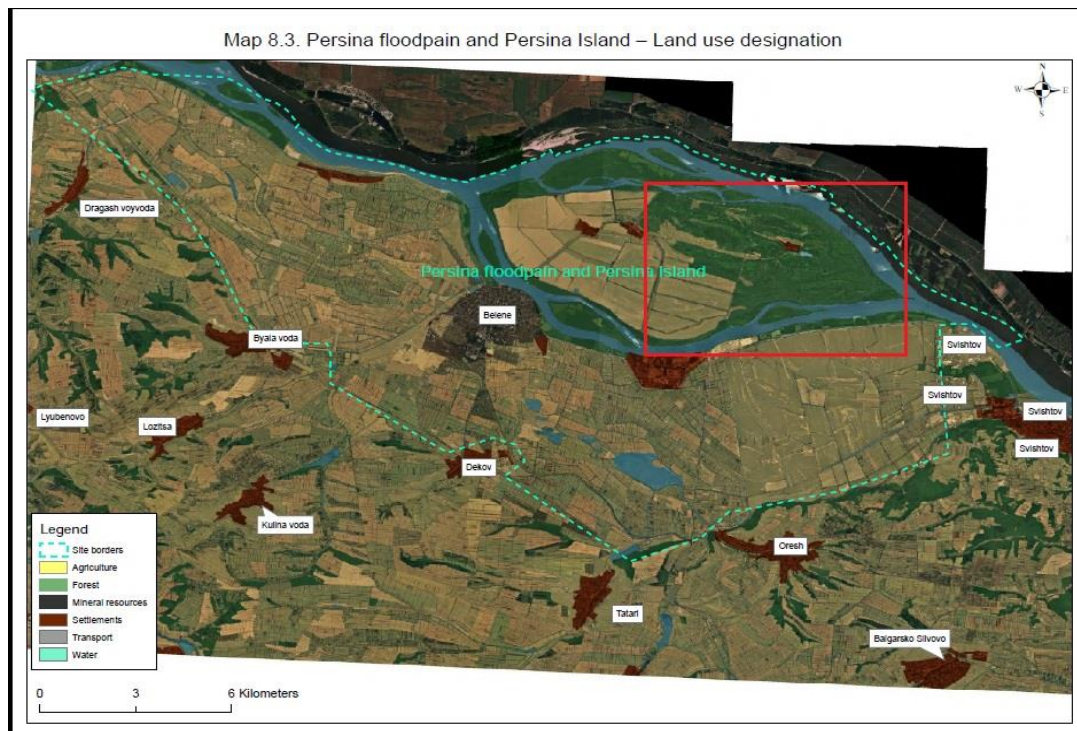 Map 8.3. Persina floodpain and Persina Island – Land use designation
N
W
E
S
Dragash voyvoda
Persina floodpain and Persina Island
Belene
Byala voda
Svishtov
Svishtov
Svishtov
Svishtov
Lyubenovo
Lozitsa
Dekov
Kulina voda
Oresh
Tatari
Balgarsko Slivovo
Legend
Site borders
Agriculture
Forest
Mineral resources
Settlements
Transport
Water
0 3 6 Kilometers